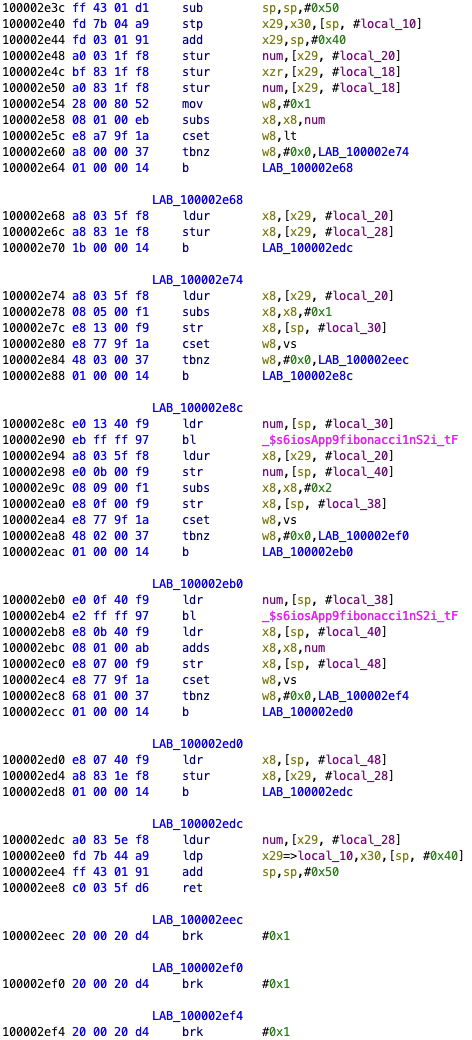 100002e3c ff 43 01 d1 sub sp,sp,#0x50
100002e40 fd 7b 04 a9 stp x29,x30,[sp, #local_10]
100002e44 fd 03 01 91 add x29,sp,#0x40
100002e48 a0 03 1f f8 stur num,[x29, #local_20]
100002e4c bf 83 1f f8 stur xzr,[x29, #local_18]
100002e50 a0 83 1f f8 stur num,[x29, #local_18]
100002e54 28 00 80 52 mov w8,#0x1
100002e58 08 01 00 eb subs x8,x8,num
100002e5c e8 a7 9f 1a cset w8,lt
100002e60 a8 00 00 37 tbnz w8,#0x0,LAB_100002e74
100002e64 01 00 00 14 b LAB_100002e68
LAB_100002e68
100002e68 a8 03 5f f8 ldur x8,[x29, #local_20]
100002e6c a8 83 1e f8 stur x8,[x29, #local_28]
100002e70 1b 00 00 14 b LAB_100002edc
LAB_100002e74
100002e74 a8 03 5f f8 ldur x8,[x29, #local_20]
100002e78 08 05 00 f1 subs x8,x8,#0x1
100002e7c e8 13 00 f9 str x8,[sp, #local_30]
100002e80 e8 77 9f 1a cset w8,vs
100002e84 48 03 00 37 tbnz w8,#0x0,LAB_100002eec
100002e88 01 00 00 14 b LAB_100002e8c
LAB_100002e8c
100002e8c e0 13 40 f9 ldr num,[sp, #local_30]
100002e90 eb ff ff 97 bl _$s6iosApp9fibonacci1nS2i_tF
100002e94 a8 03 5f f8 ldur x8,[x29, #local_20]
100002e98 e0 0b 00 f9 str num,[sp, #local_40]
100002e9c 08 09 00 f1 subs x8,x8,#0x2
100002ea0 e8 0f 00 f9 str x8,[sp, #local_38]
100002ea4 e8 77 9f 1a cset w8,vs
100002ea8 48 02 00 37 tbnz w8,#0x0,LAB_100002ef0
100002eac 01 00 00 14 b LAB_100002eb0
LAB_100002eb0
100002eb0 e0 0f 40 f9 ldr num,[sp, #local_38]
100002eb4 e2 ff ff 97 bl _$s6iosApp9fibonacci1nS2i_tF
100002eb8 e8 0b 40 f9 ldr x8,[sp, #local_40]
100002ebc 08 01 00 ab adds x8,x8,num
100002ec0 e8 07 00 f9 str x8,[sp, #local_48]
100002ec4 e8 77 9f 1a cset w8,vs
100002ec8 68 01 00 37 tbnz w8,#0x0,LAB_100002ef4
100002ecc 01 00 00 14 b LAB_100002ed0
LAB_100002ed0
100002ed0 e8 07 40 f9 ldr x8,[sp, #local_48]
100002ed4 a8 83 1e f8 stur x8,[x29, #local_28]
100002ed8 01 00 00 14 b LAB_100002edc
LAB_100002edc
100002edc a0 83 5e f8 ldur num,[x29, #local_28]
100002ee0 fd 7b 44 a9 ldp x29=>local_10,x30,[sp, #0x40]
100002ee4 ff 43 01 91 add sp,sp,#0x50
100002ee8 c0 03 5f d6 ret
LAB_100002eec
100002eec 20 00 20 d4 brk #0x1
LAB_100002ef0
100002ef0 20 00 20 d4 brk #0x1
LAB_100002ef4
100002ef4 20 00 20 d4 brk #0x1